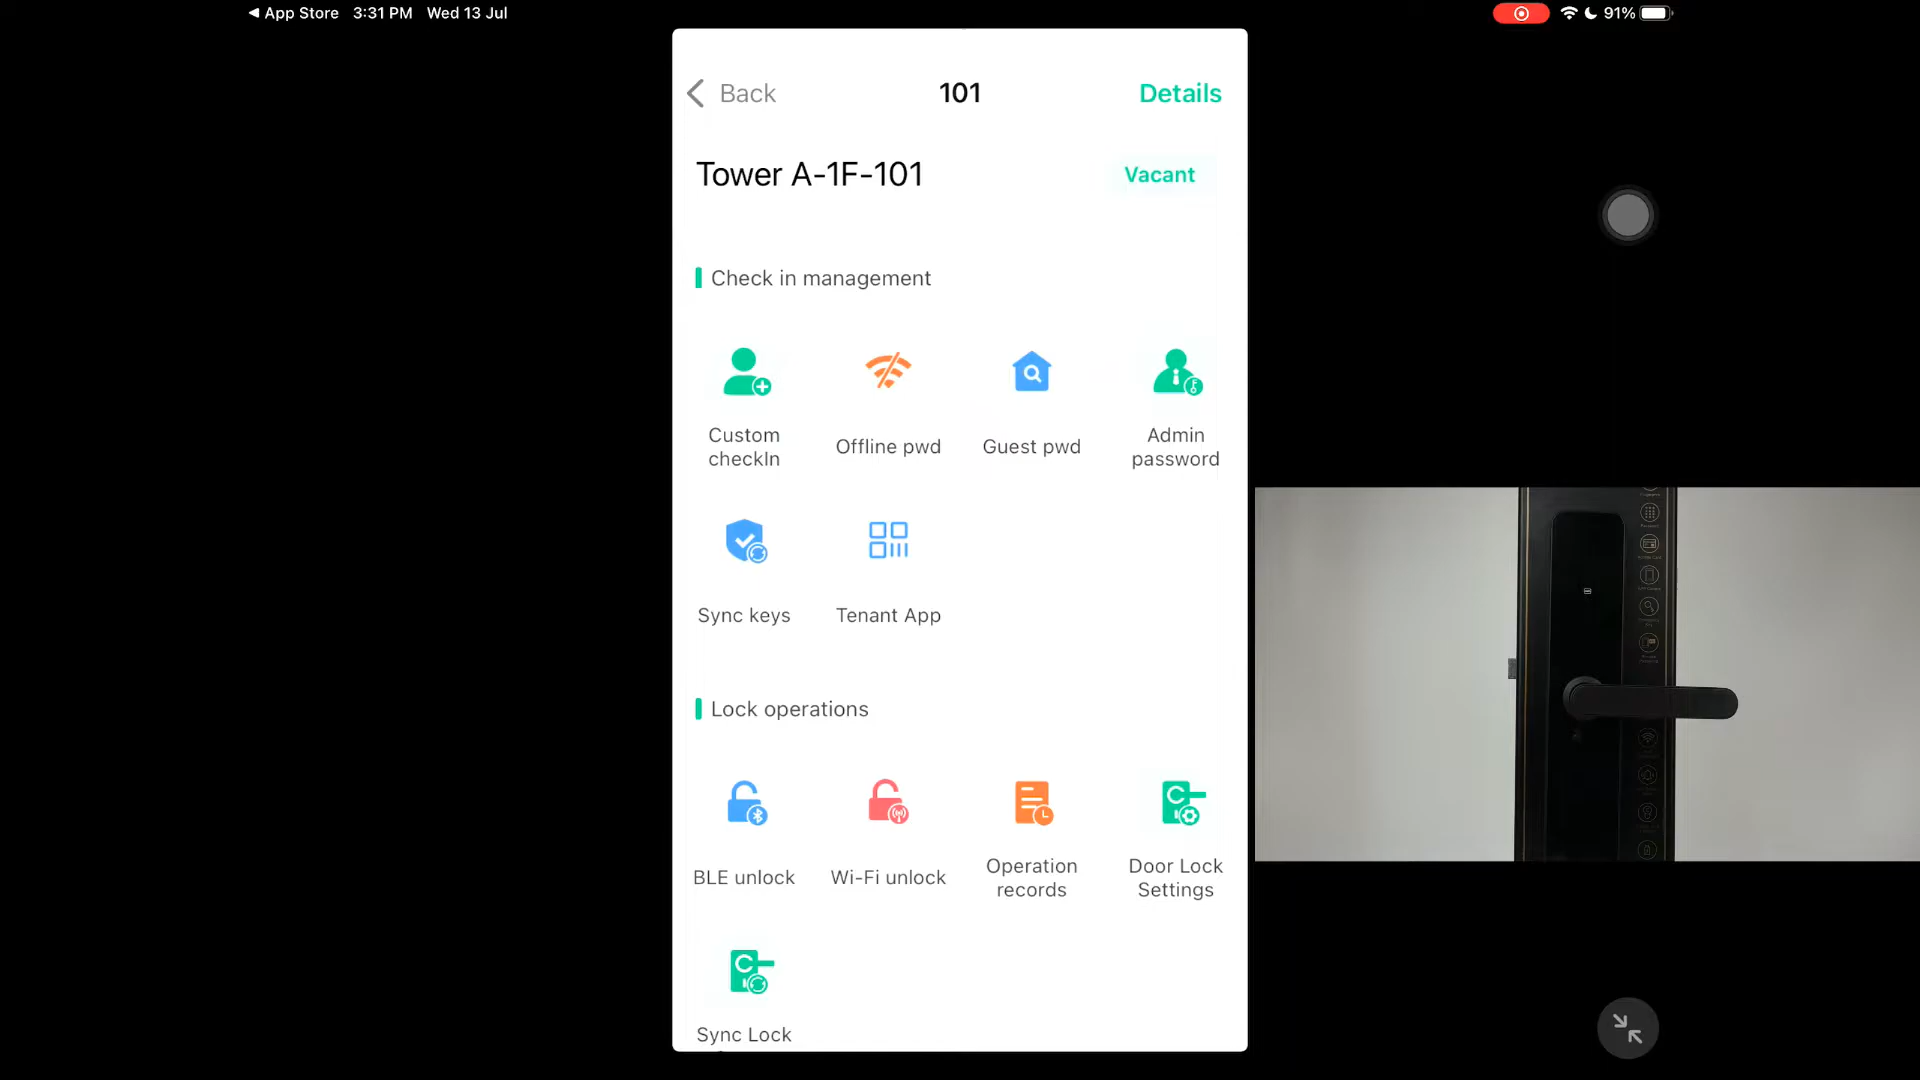 App Store 3:31 PM Wed 13 Jul
91%
Back
101
Details
Tower A-1F-101
Vacant
Check in management
Custom
checkIn
Offline pwd
Guest pwd
Admin
password
Sync keys
Tenant App
Lock operations
BLE unlock
Wi-Fi unlock
Operation
records
Door Lock
Settings
Sync Lock